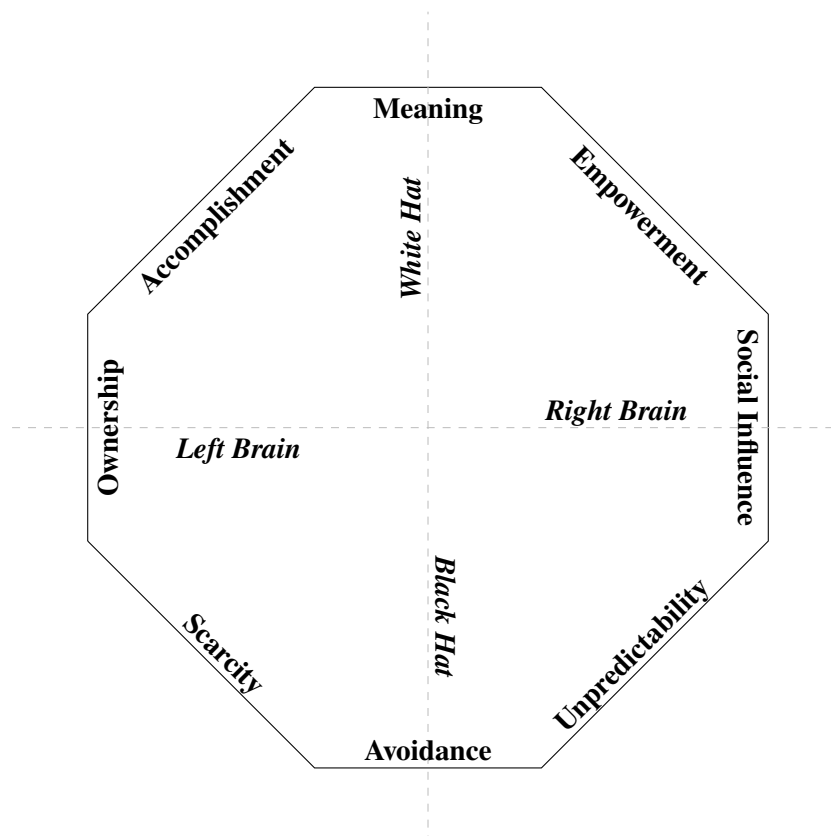 Meaning
Accomplishment
Empowerment
White Hat
Ownership
Social Influence
Right Brain
Left Brain
Black Hat
Scarcity
Unpredictability
Avoidance